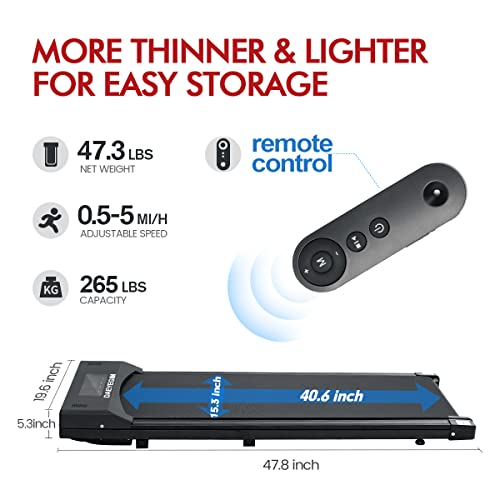 MORE THINNER & LIGHTER
FOR EASY STORAGE
47.3 LBS
NET WEIGHT
remote
control
0.5-5 MI/H
ADJUSTABLE SPEED
M
+
-
KG
265 LBS
CAPACITY
19.6 inch
5.3inch
DAEYEGIM
15.3 inch
40.6 inch
47.8 inch